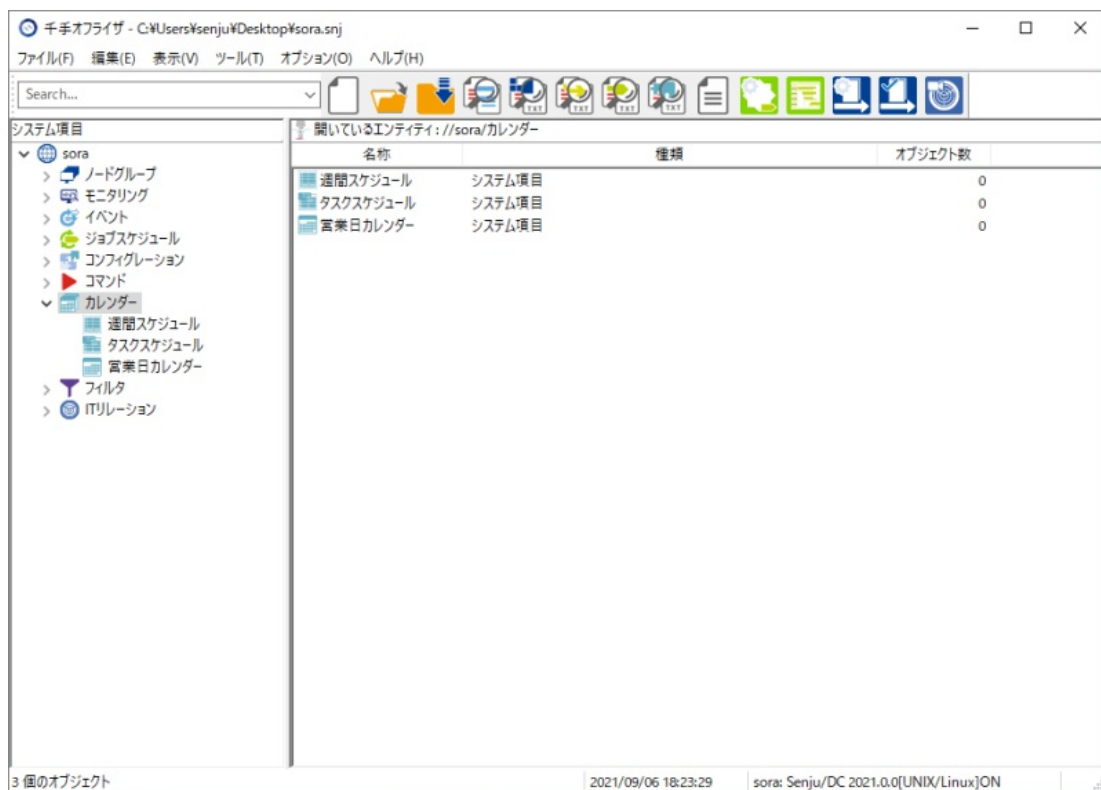 千手オフライザ - C:¥Users¥senju¥Desktop¥sora.snj
ファイル(F) 編集(E) 表示(V) ツール(T) オプション(O) ヘルプ(H)
Search...
TXT TXT TXT TXT
システム項目
開いているエンティティ : //sora/カレンダー
名称 種類 オブジェクト数
sora
ノードグループ
モニタリング
イベント
ジョブスケジュール
コンフィグレーション
コマンド
カレンダー
週間スケジュール
タスクスケジュール
営業日カレンダー
フィルタ
ITリレーション
週間スケジュール システム項目 0
タスクスケジュール システム項目 0
営業日カレンダー システム項目 0
3 個のオブジェクト 2021/09/06 18:23:29 sora: Senju/DC 2021.0.0[UNIX/Linux]ON